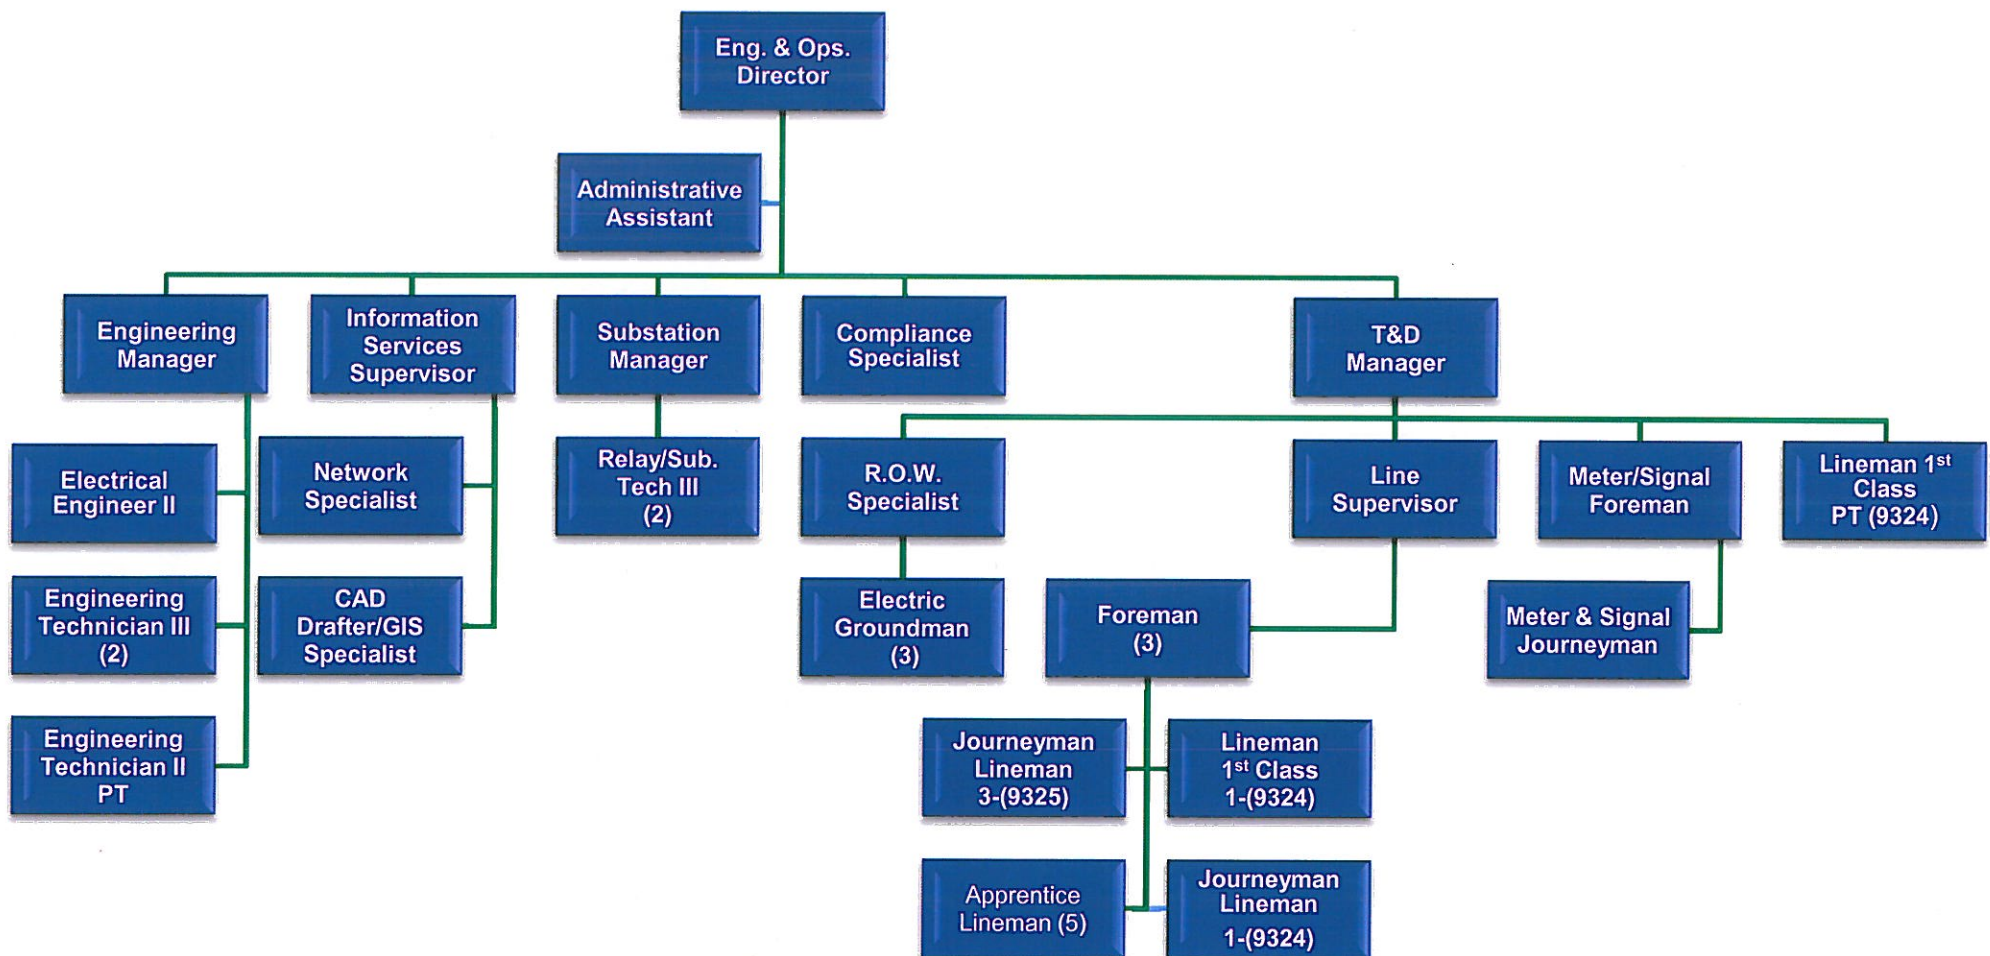 Eng. & Ops.
Director
Administrative
Assistant
Engineering
Manager
Information
Services
Supervisor
Substation
Manager
Compliance
Specialist
T&D
Manager
Electrical
Engineer II
Network
Specialist
Relay/Sub.
Tech III
(2)
R.O.W.
Specialist
Line
Supervisor
Meter/Signal
Foreman
Lineman 1st
Class
PT (9324)
Engineering
Technician III
(2)
CAD
Drafter/GIS
Specialist
Electric
Groundman
(3)
Foreman
(3)
Meter & Signal
Journeyman
Engineering
Technician II
PT
Journeyman
Lineman
3-(9325)
Lineman
1st Class
1-(9324)
Apprentice
Lineman (5)
Journeyman
Lineman
1-(9324)